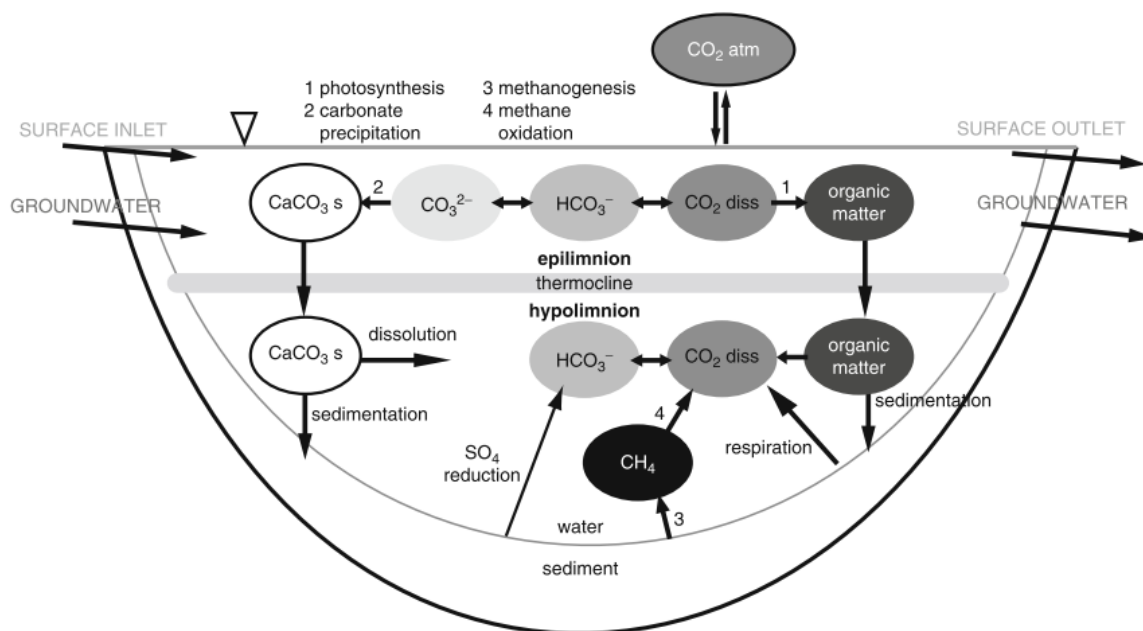 CO₂ atm
1 photosynthesis
2 carbonate
precipitation
3 methanogenesis
4 methane
oxidation
SURFACE INLET
SURFACE OUTLET
GROUNDWATER
GROUNDWATER
CaCO₃ s
2
CO₃²⁻
HCO₃⁻
CO₂ diss
1
organic
matter
epilimnion
thermocline
hypolimnion
CaCO₃ s
dissolution
HCO₃⁻
CO₂ diss
organic
matter
sedimentation
sedimentation
4
SO₄
reduction
CH₄
respiration
3
water
sediment